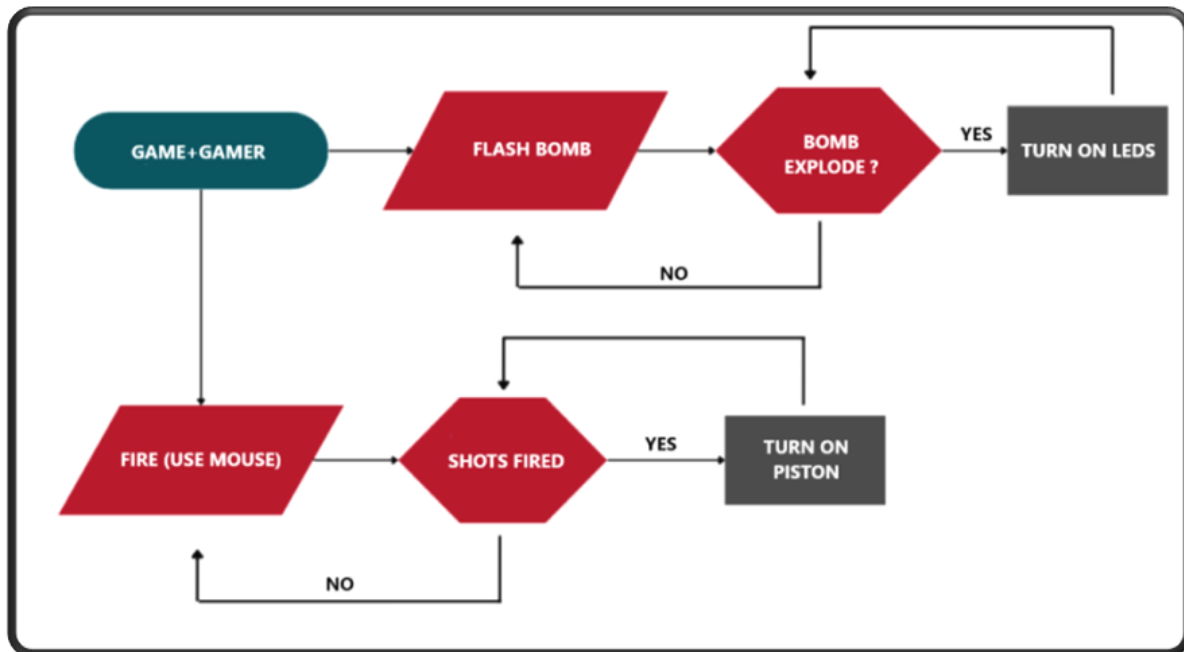 GAME+GAMER
FLASH BOMB
BOMB
EXPLODE ?
YES
TURN ON LEDS
NO
FIRE (USE MOUSE)
SHOTS FIRED
YES
TURN ON
PISTON
NO